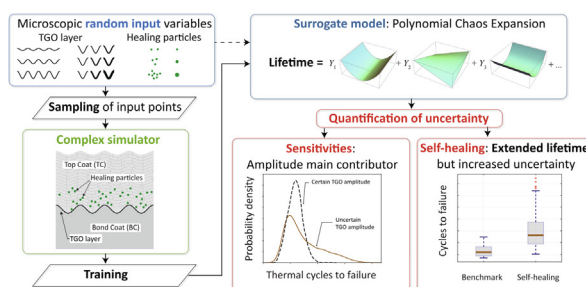 Microscopic random input variables
TGO layer
Healing particles
Sampling of input points
Complex simulator
Top Coat (TC)
Healing particles
Bond Coat (BC)
TGO layer
Training
Surrogate model: Polynomial Chaos Expansion
Lifetime = Y1 + Y2 + Y3 + ...
Quantification of uncertainty
Sensitivities:
Amplitude main contributor
Probability density
Certain TGO amplitude
Uncertain
TGO amplitude
Thermal cycles to failure
Self-healing: Extended lifetime
but increased uncertainty
Cycles to failure
Benchmark
Self-healing